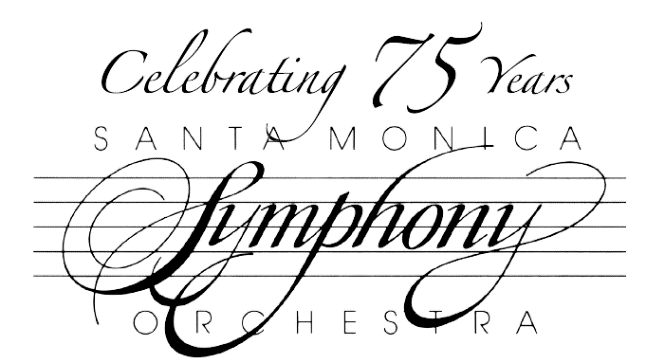 Celebrating 75 Years
SANTA MONICA
Symphony
ORCHESTRA